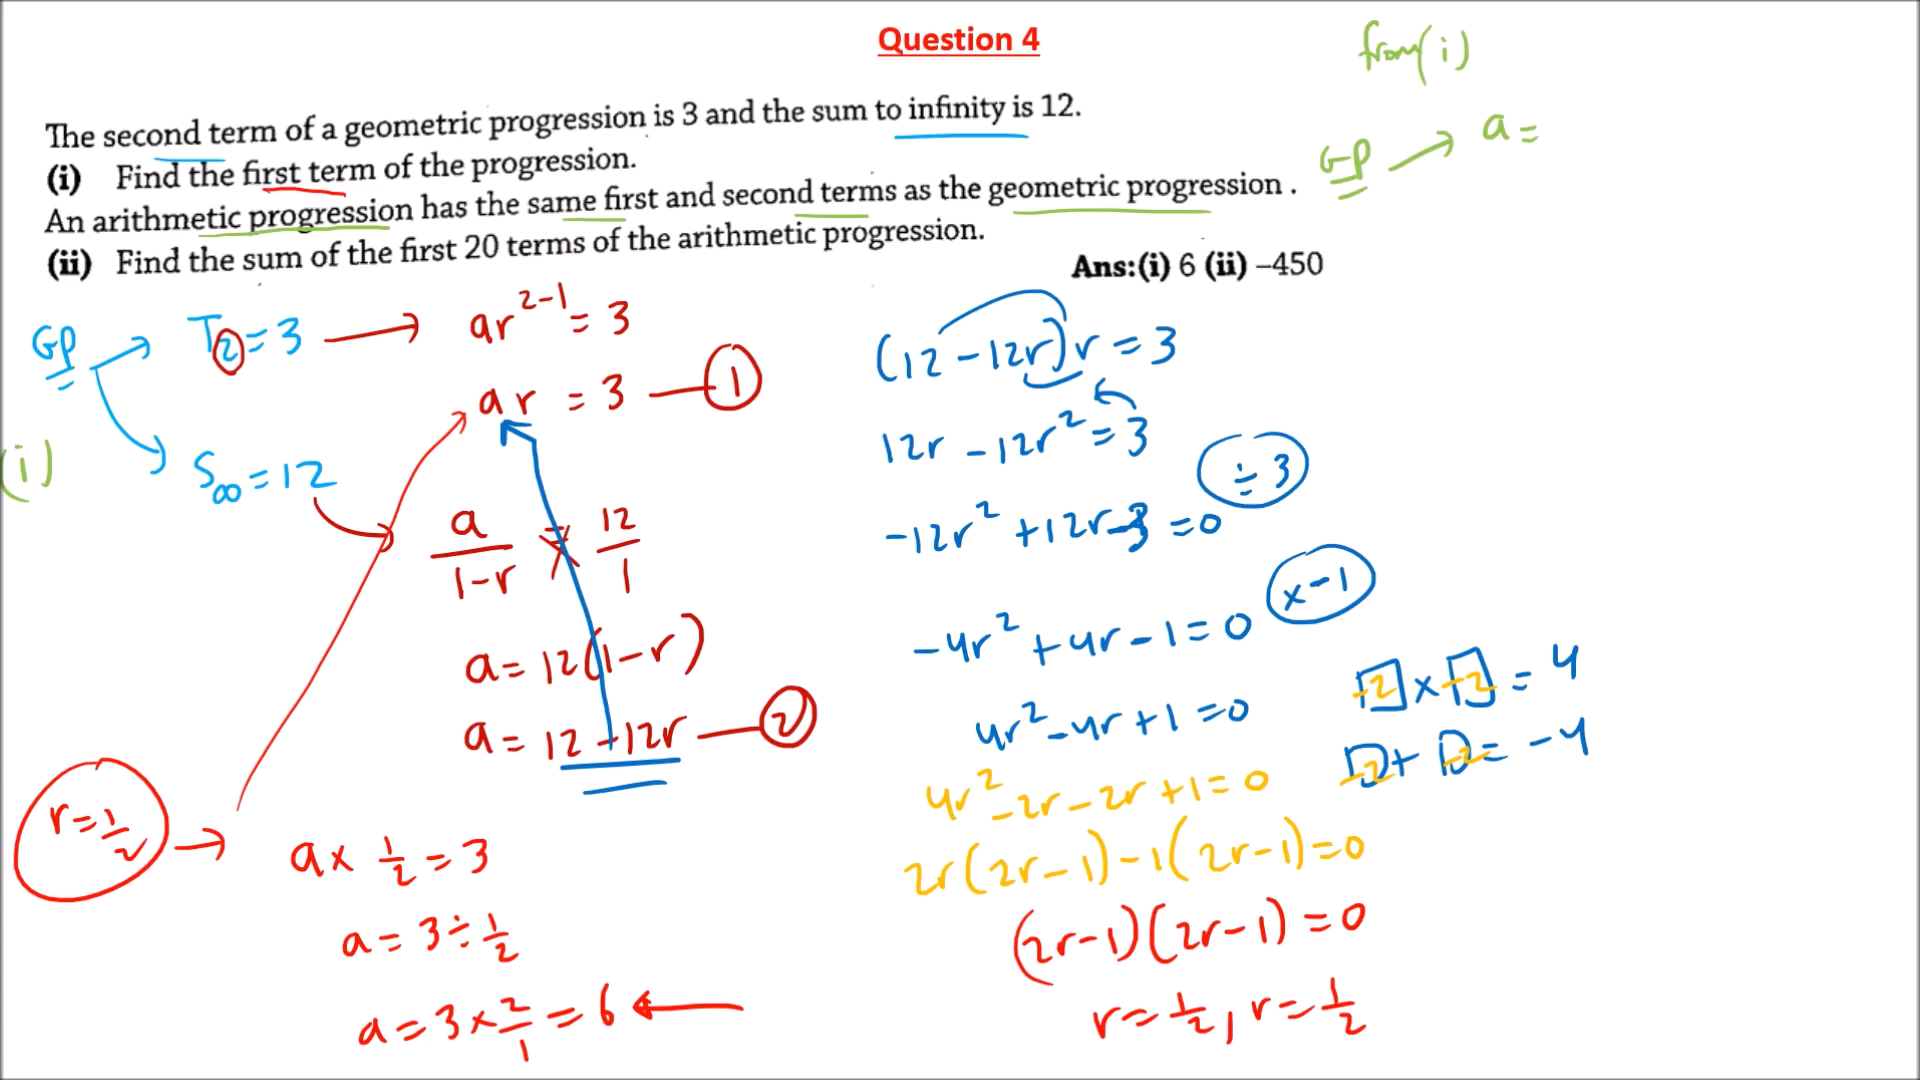 Question 4
from (i)
The second term of a geometric progression is 3 and the sum to infinity is 12.
(i) Find the first term of the progression.
An arithmetic progression has the same first and second terms as the geometric progression .
(ii) Find the sum of the first 20 terms of the arithmetic progression.
Ans:(i) 6 (ii) –450
GP → a =
(i)
GP → T2 = 3 → ar^2-1 = 3
ar = 3 — 1
S∞ = 12
a/1-r = 12/1
a = 12(1-r)
a = 12 - 12r — 2
r = 1/2 →
a x 1/2 = 3
a = 3 ÷ 1/2
a = 3 x 2/1 = 6 ←
(12 - 12r)r = 3
12r - 12r² = 3
÷ 3
-12r² + 12r - 3 = 0
x-1
-4r² + 4r - 1 = 0
4r² - 4r + 1 = 0
-2 x -2 = 4
-2 + -2 = -4
4r² - 2r - 2r + 1 = 0
2r(2r-1) - 1(2r-1) = 0
(2r-1)(2r-1) = 0
r = 1/2, r = 1/2